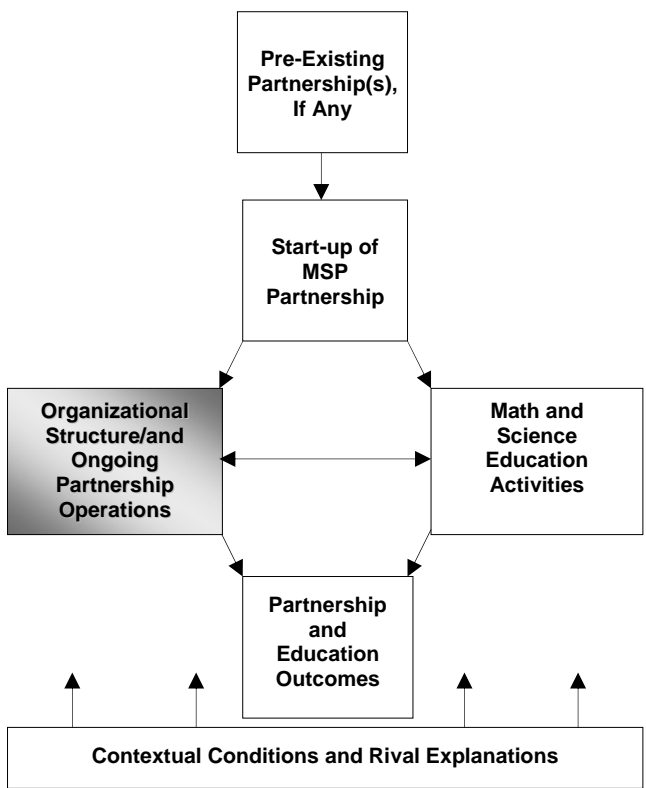 Pre-Existing
Partnership(s),
If Any
Start-up of
MSP
Partnership
Organizational
Structure/and
Ongoing
Partnership
Operations
Math and
Science
Education
Activities
Partnership
and
Education
Outcomes
Contextual Conditions and Rival Explanations